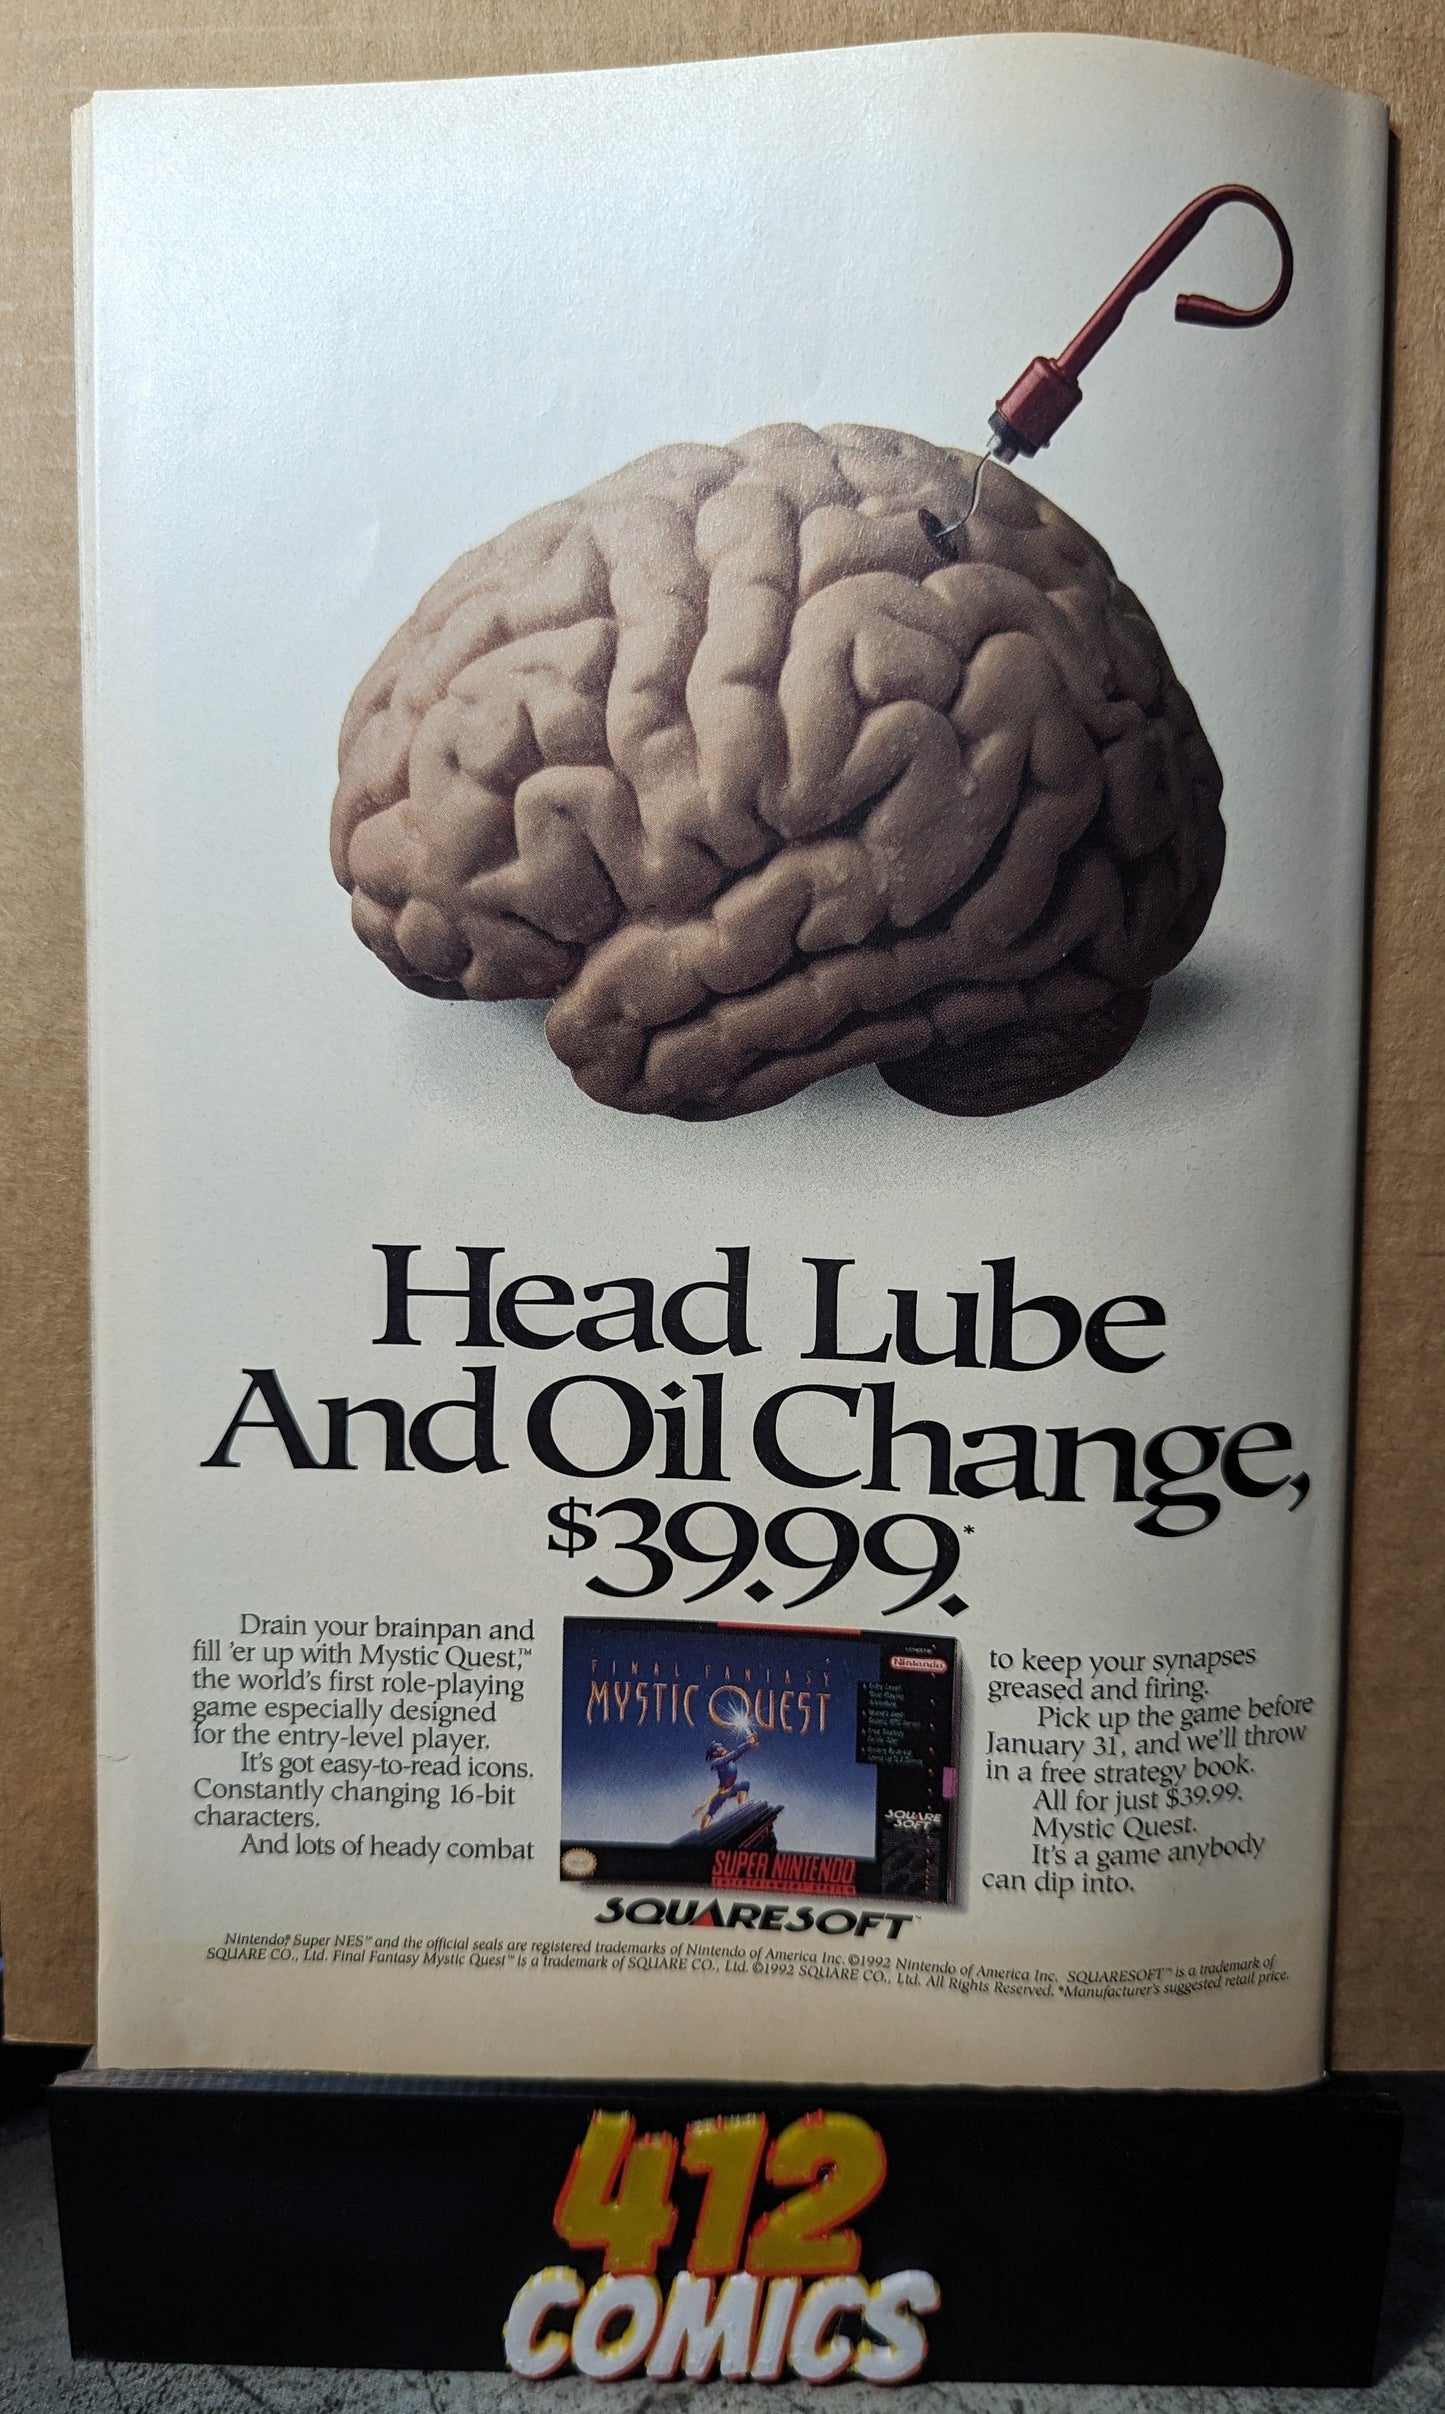 Head Lube
And Oil Change,
$39.99.*
Drain your brainpan and
fill 'er up with Mystic Quest,™
the world's first role-playing
game especially designed
for the entry-level player.
It's got easy-to-read icons.
Constantly changing 16-bit
characters.
And lots of heady combat
FINAL FANTASY
MYSTIC QUEST
Nintendo
SQUARE
SOFT
SUPER NINTENDO
ENTERTAINMENT SYSTEM
to keep your synapses
greased and firing.
Pick up the game before
January 31, and we'll throw
in a free strategy book.
All for just $39.99.
Mystic Quest.
It's a game anybody
can dip into.
SQUARESOFT™
Nintendo,® Super NES™ and the official seals are registered trademarks of Nintendo of America Inc. ©1992 Nintendo of America Inc. SQUARESOFT™ is a trademark of
SQUARE CO., Ltd. Final Fantasy Mystic Quest™ is a trademark of SQUARE CO., Ltd. ©1992 SQUARE CO., Ltd. All Rights Reserved. *Manufacturer's suggested retail price.
412
COMICS